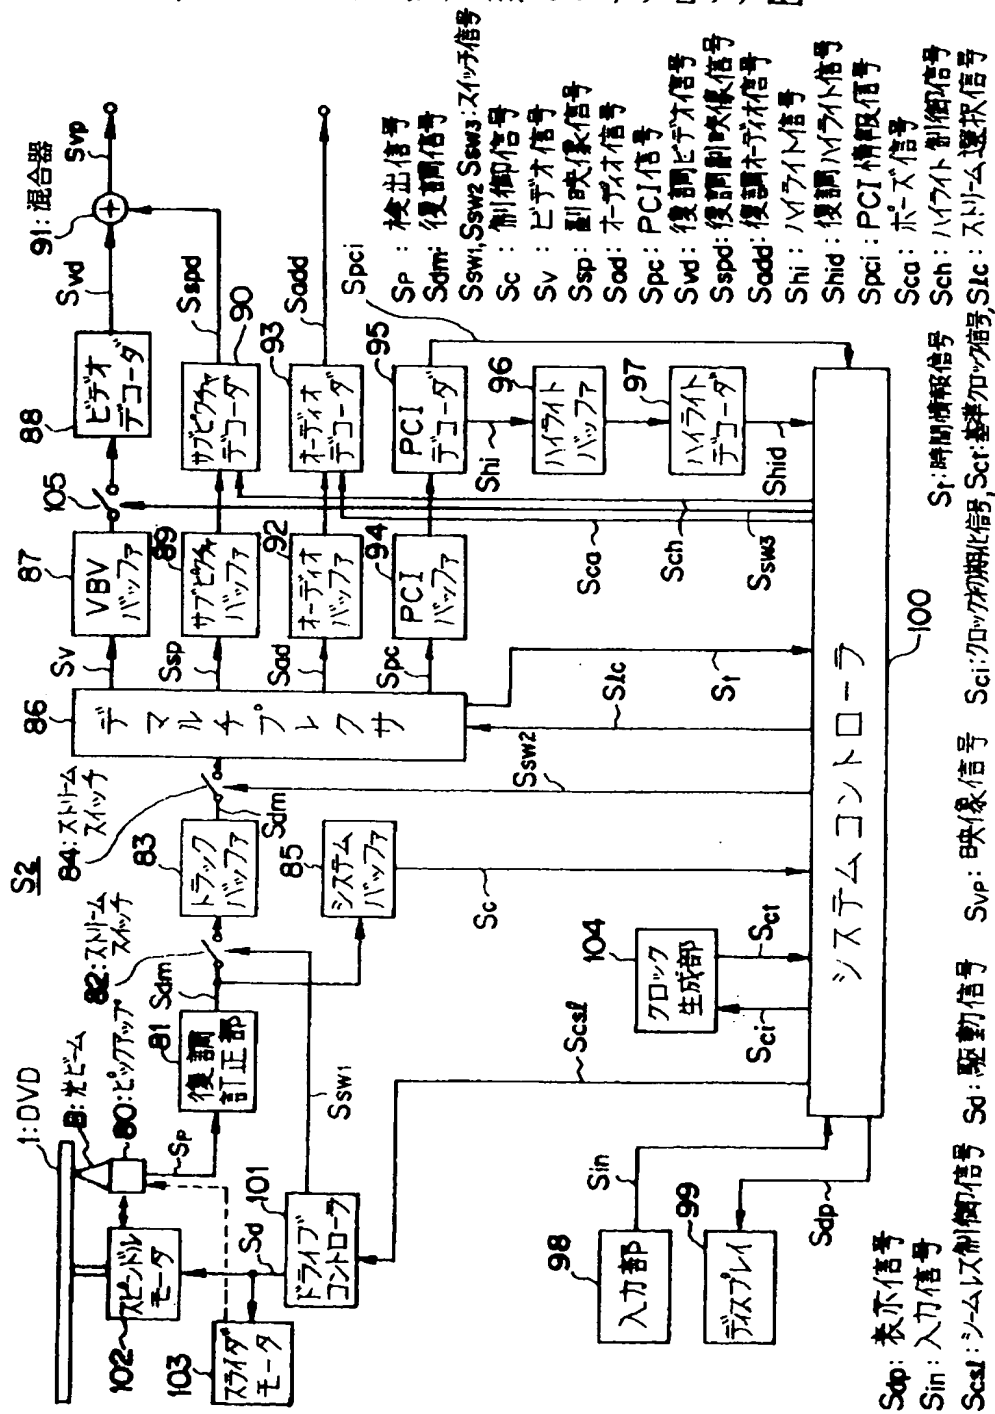 S2
1:DVD
B:光ビーム
80:ピックアップ
82:ストリーム
スイッチ
84:ストリーム
スイッチ
86
87
105
88
91:混合器
Svd
Svp
Sv
VBV
バッファ
ビデオ
デコーダ
102
スピンドル
モータ
Sp
81
復調
訂正部
Sdm
83
トラック
バッファ
Sdm
デマルチプレクサ
Ssp
89
サブピクチャ
バッファ
サブピクチャ
デコーダ
90
Sspd
103
スライダ
モータ
Sd
101
ドライブ
コントローラ
Ssw1
85
システム
バッファ
Sad
92
オーディオ
バッファ
93
オーディオ
デコーダ
Sadd
Spc
94
PCI
バッファ
95
PCI
デコーダ
Spci
Sc
Ssw2
Slc
St
Sca
Sch
Ssw3
Shi
96
ハイライト
バッファ
97
ハイライト
デコーダ
Shid
98
入力部
Sin
99
ディスプレイ
Sdp
Scsl
104
クロック
生成部
Sci
Sct
システムコントローラ
100
Sp:検出信号
Sdm:復調信号
Ssw1,Ssw2 Ssw3:スイッチ信号
Sc:制御信号
Sv:ビデオ信号
Ssp:副映像信号
Sad:オーディオ信号
Spc:PCI信号
Svd:復調ビデオ信号
Sspd:復調副映像信号
Sadd:復調オーディオ信号
Shi:ハイライト信号
Shid:復調ハイライト信号
Spci:PCI情報信号
Sca:ポーズ信号
Sch:ハイライト制御信号
St:時間情報信号
Sdp:表示信号
Sin:入力信号
Scsl:シームレス制御信号 Sd:駆動信号 Svp:映像信号 Sci:クロック初期化信号,Sct:基準クロック信号,Slc:ストリーム選択信号